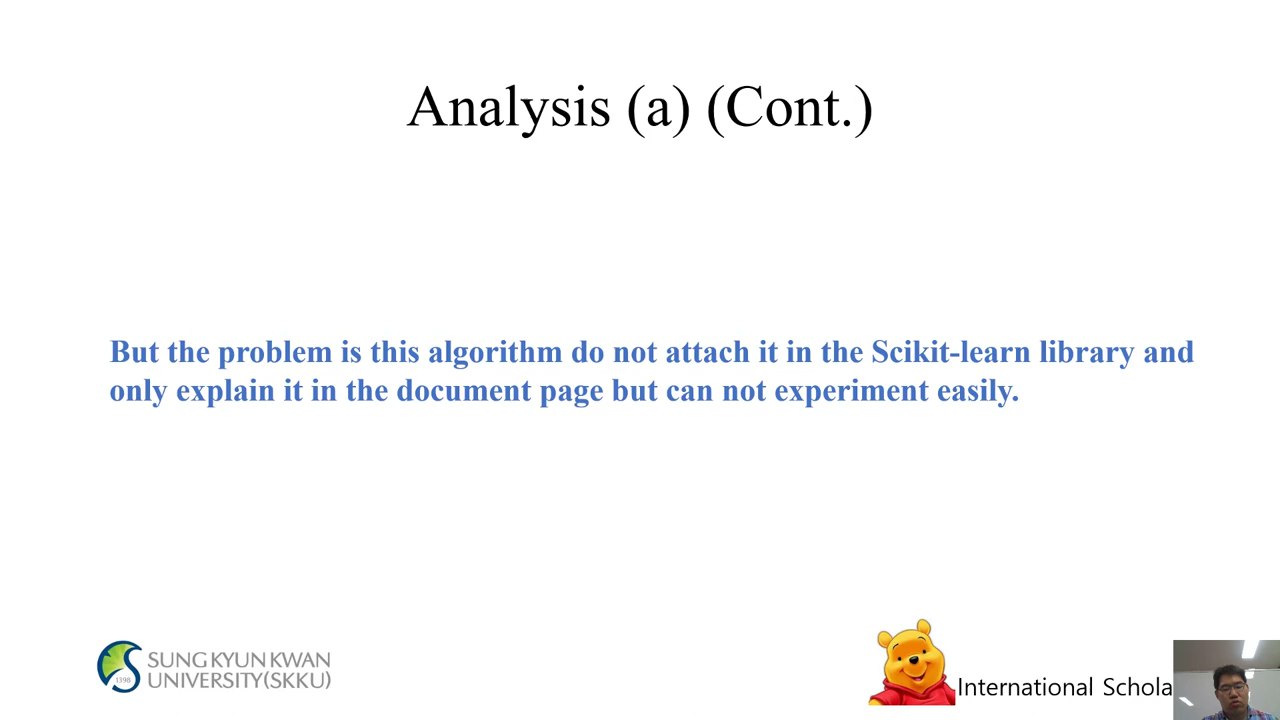 Analysis (a) (Cont.)
But the problem is this algorithm do not attach it in the Scikit-learn library and
only explain it in the document page but can not experiment easily.
1398
SUNG KYUN KWAN
UNIVERSITY(SKKU)
International Schola